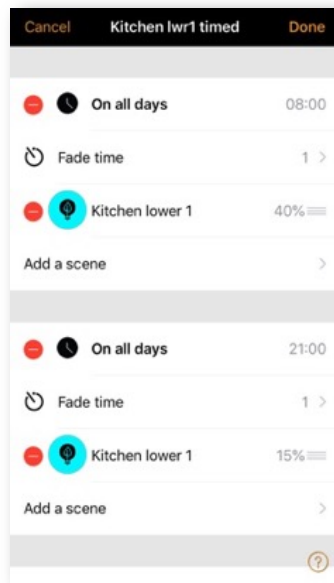 Cancel Kitchen lwr1 timed Done
On all days 08:00
Fade time 1
Kitchen lower 1 40%
Add a scene
On all days 21:00
Fade time 1
Kitchen lower 1 15%
Add a scene
?